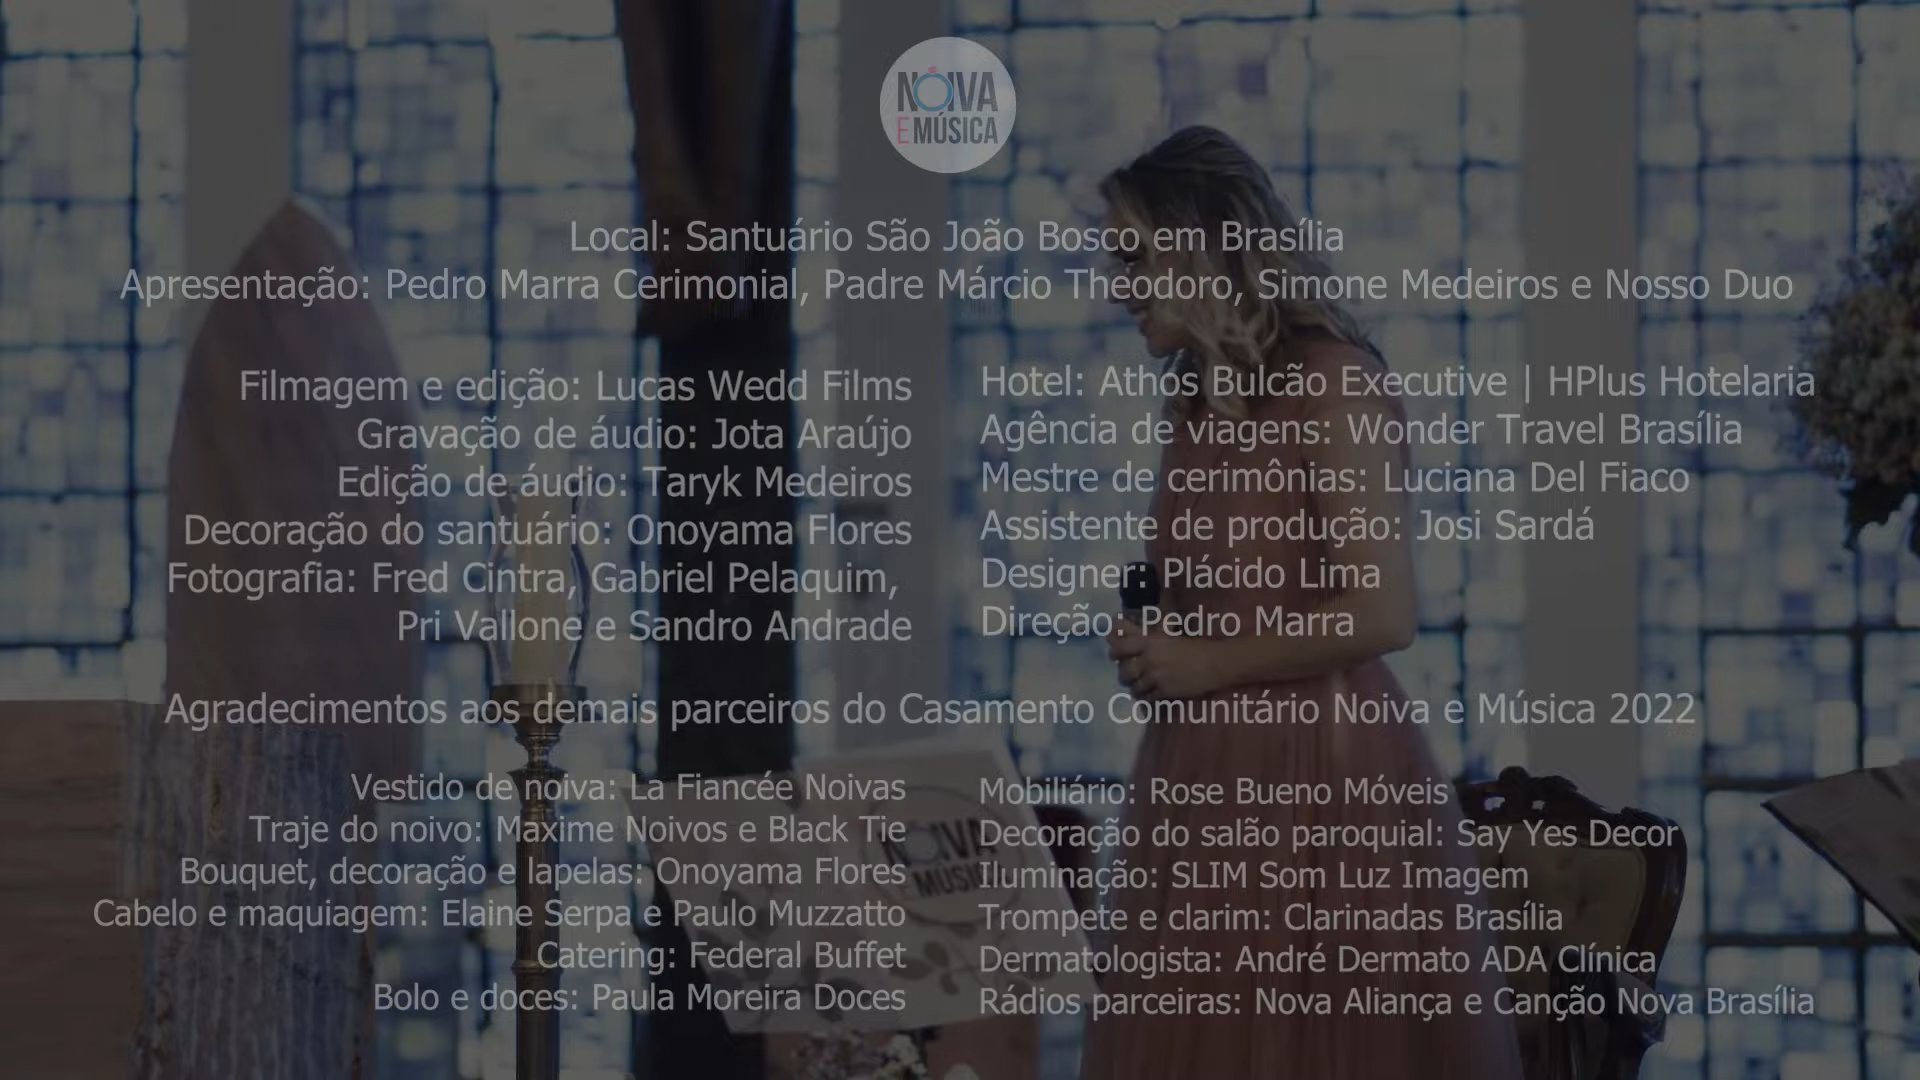 NOIVA
E MÚSICA
Local: Santuário São João Bosco em Brasília
Apresentação: Pedro Marra Cerimonial, Padre Márcio Theodoro, Simone Medeiros e Nosso Duo
Filmagem e edição: Lucas Wedd Films
Gravação de áudio: Jota Araújo
Edição de áudio: Taryk Medeiros
Decoração do santuário: Onoyama Flores
Fotografia: Fred Cintra, Gabriel Pelaquim,
Pri Vallone e Sandro Andrade
Hotel: Athos Bulcão Executive | HPlus Hotelaria
Agência de viagens: Wonder Travel Brasília
Mestre de cerimônias: Luciana Del Fiaco
Assistente de produção: Josi Sardá
Designer: Plácido Lima
Direção: Pedro Marra
Agradecimentos aos demais parceiros do Casamento Comunitário Noiva e Música 2022
Vestido de noiva: La Fiancée Noivas
Traje do noivo: Maxime Noivos e Black Tie
Bouquet, decoração e lapelas: Onoyama Flores
Cabelo e maquiagem: Elaine Serpa e Paulo Muzzatto
Catering: Federal Buffet
Bolo e doces: Paula Moreira Doces
Mobiliário: Rose Bueno Móveis
Decoração do salão paroquial: Say Yes Decor
Iluminação: SLIM Som Luz Imagem
Trompete e clarim: Clarinadas Brasília
Dermatologista: André Dermato ADA Clínica
Rádios parceiras: Nova Aliança e Canção Nova Brasília
NOIVA